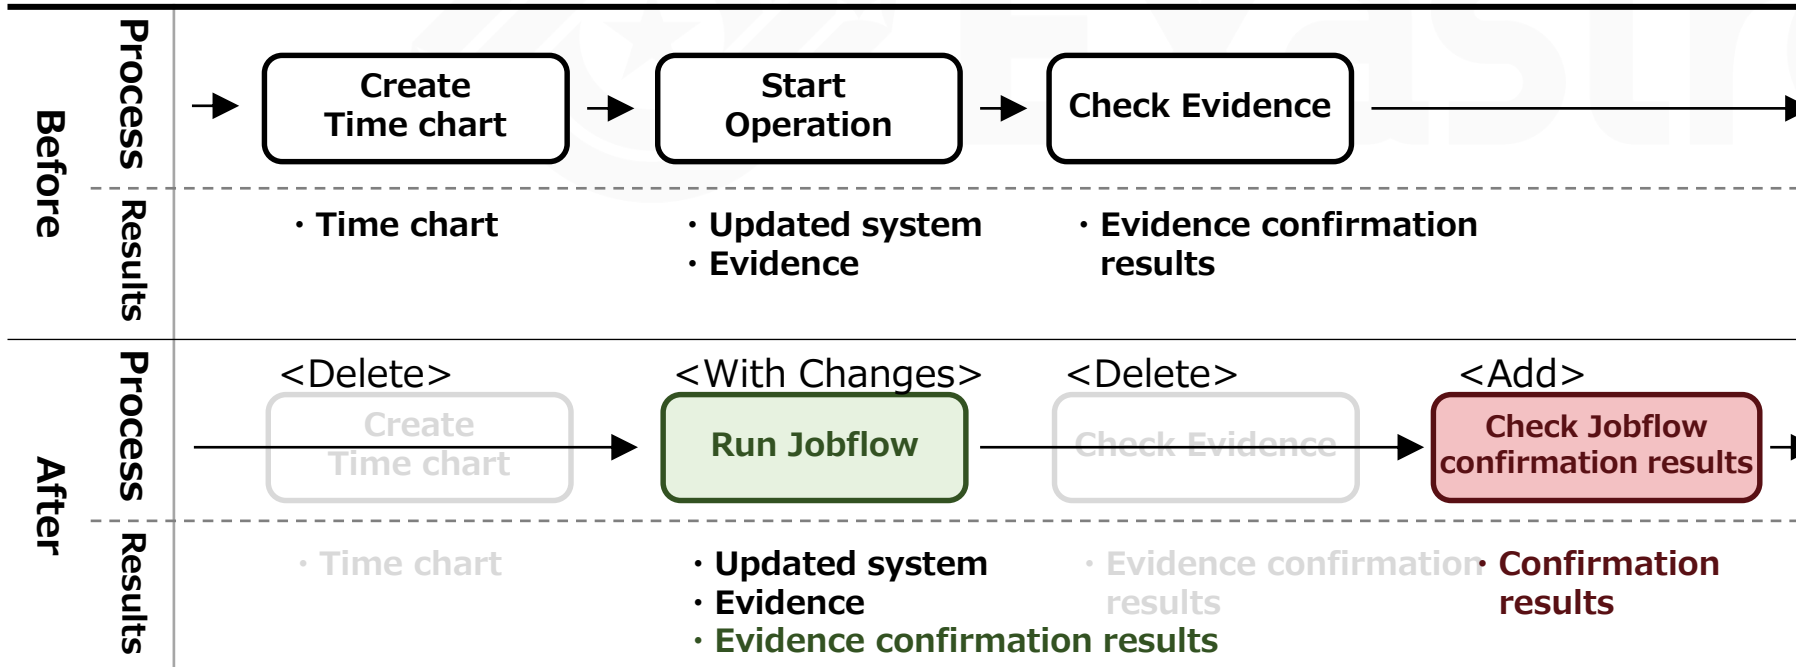 Before
Process
Create
Time chart
Start
Operation
Check Evidence
Results
・Time chart
・Updated system
・Evidence
・Evidence confirmation
results
After
Process
<Delete>
Create
Time chart
<With Changes>
Run Jobflow
<Delete>
Check Evidence
<Add>
Check Jobflow
confirmation results
Results
・Time chart
・Updated system
・Evidence
・Evidence confirmation results
・Evidence confirmation
results
・Confirmation
results